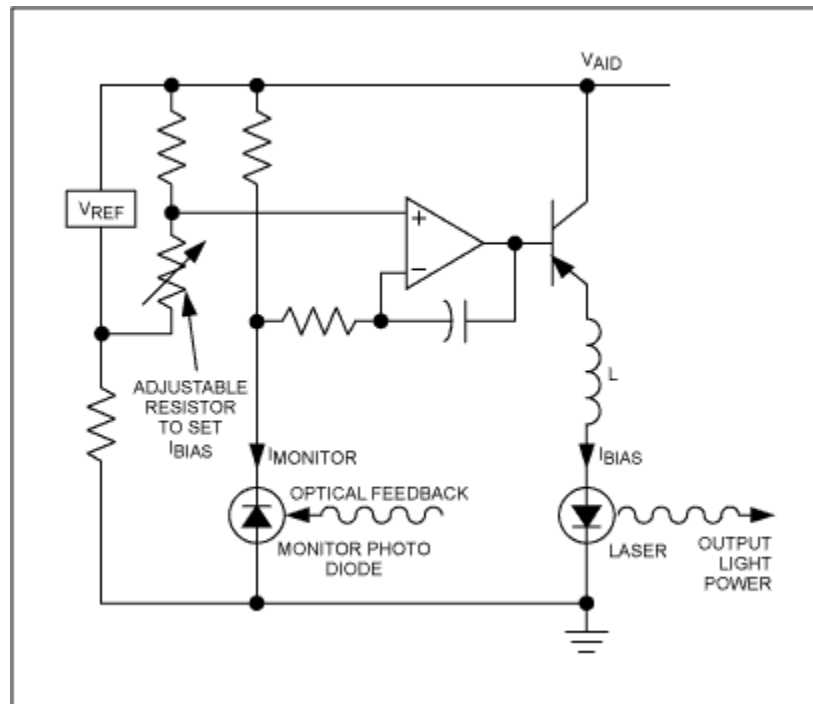 VAID
VREF
+
−
ADJUSTABLE
RESISTOR
TO SET
IBIAS
L
IMONITOR
IBIAS
OPTICAL FEEDBACK
MONITOR PHOTO
DIODE
LASER
OUTPUT
LIGHT
POWER